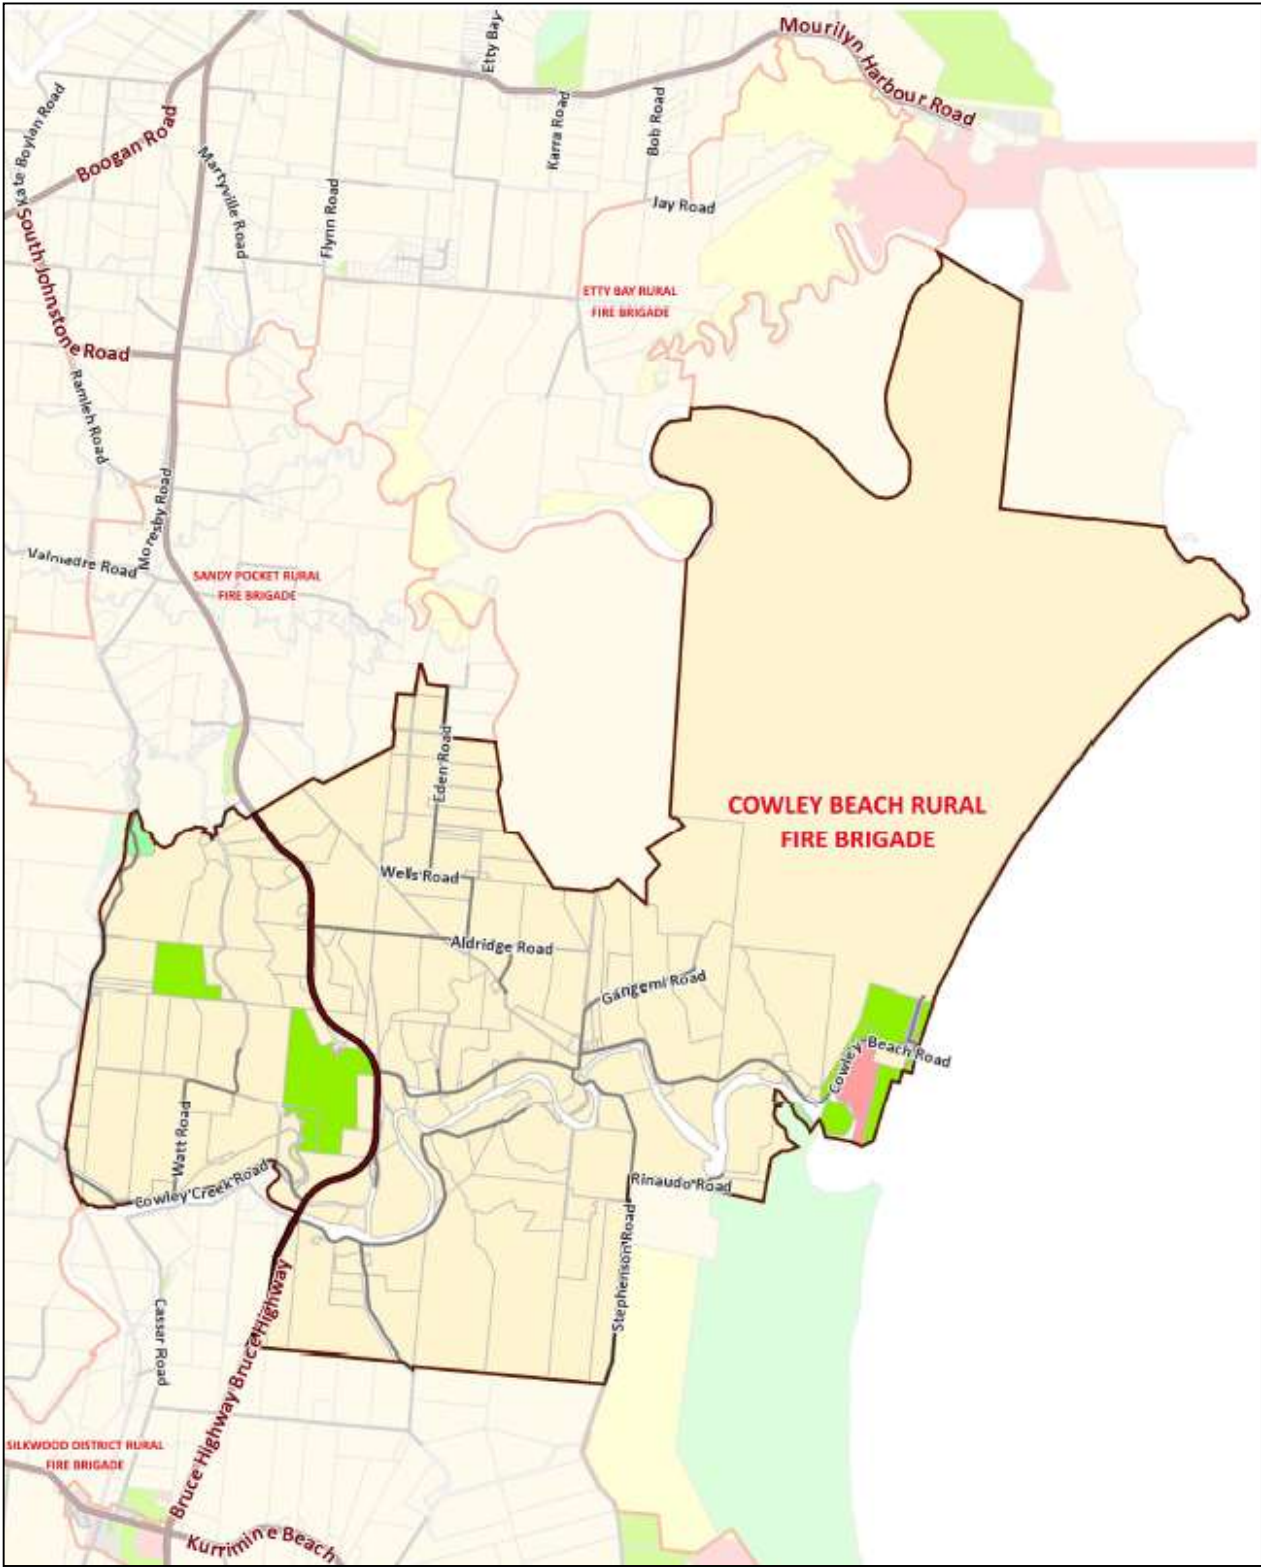 Mourilyn Harbour Road
Etty Bay
Kate Boylan Road
Boogan Road
Karra Road
Bob Road
Martyville Road
Flynn Road
Jay Road
South Johnstone Road
ETTY BAY RURAL
FIRE BRIGADE
Ramleh Road
Moresby Road
Valmadre Road
SANDY POCKET RURAL
FIRE BRIGADE
Eden Road
COWLEY BEACH RURAL
FIRE BRIGADE
Wells Road
Aldridge Road
Gangemi Road
Cowley Beach Road
Watt Road
Cowley Creek Road
Rinaudo Road
Stephenson Road
Cassar Road
Bruce Highway Bruce Highway
SILKWOOD DISTRICT RURAL
FIRE BRIGADE
Kurrimine Beach